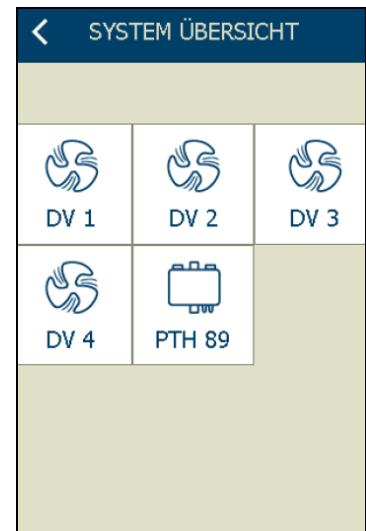 SYSTEM ÜBERSICHT
DV 1
DV 2
DV 3
DV 4
PTH 89